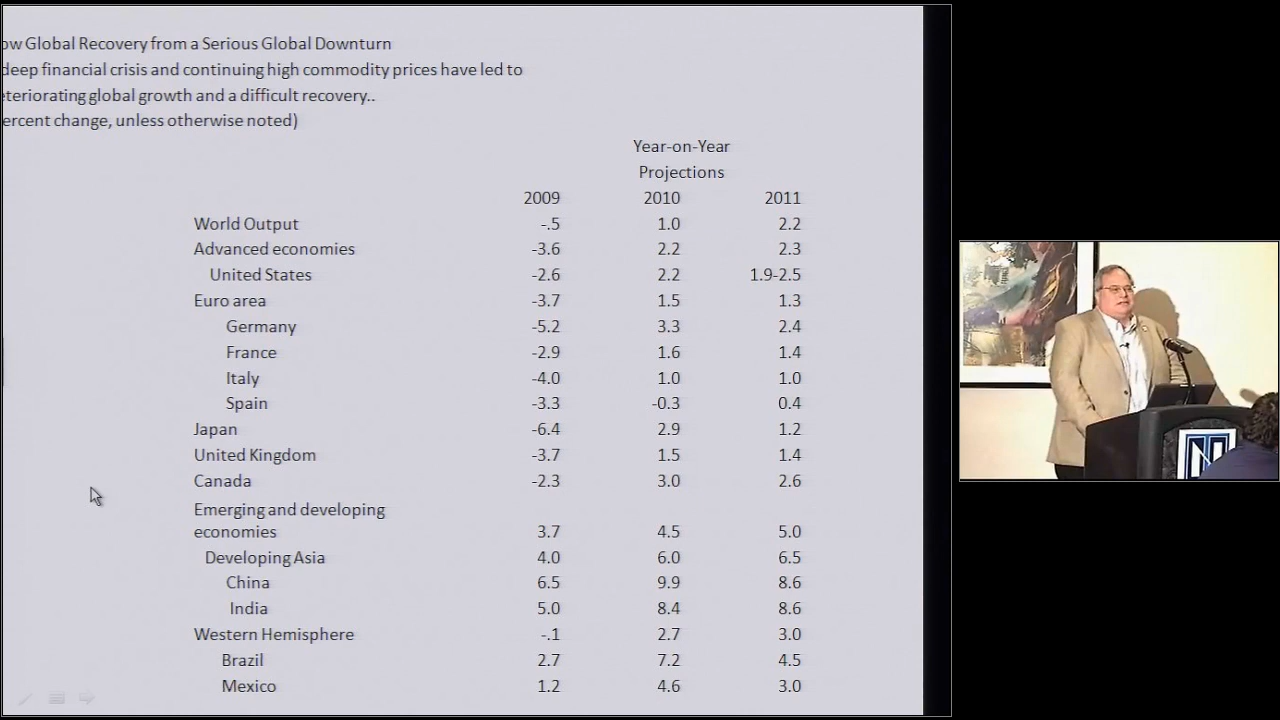 ow Global Recovery from a Serious Global Downturn
deep financial crisis and continuing high commodity prices have led to
eteriorating global growth and a difficult recovery..
ercent change, unless otherwise noted)
Year-on-Year
Projections
2009 2010 2011
World Output -.5 1.0 2.2
Advanced economies -3.6 2.2 2.3
United States -2.6 2.2 1.9-2.5
Euro area -3.7 1.5 1.3
Germany -5.2 3.3 2.4
France -2.9 1.6 1.4
Italy -4.0 1.0 1.0
Spain -3.3 -0.3 0.4
Japan -6.4 2.9 1.2
United Kingdom -3.7 1.5 1.4
Canada -2.3 3.0 2.6
Emerging and developing
economies 3.7 4.5 5.0
Developing Asia 4.0 6.0 6.5
China 6.5 9.9 8.6
India 5.0 8.4 8.6
Western Hemisphere -.1 2.7 3.0
Brazil 2.7 7.2 4.5
Mexico 1.2 4.6 3.0